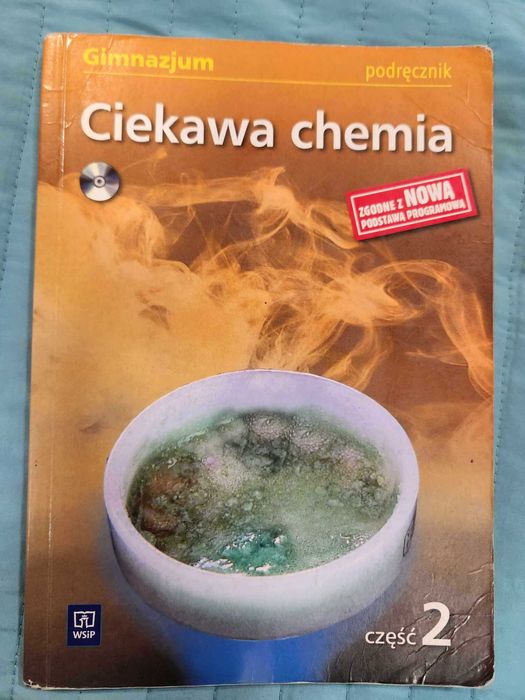 Gimnazjum
podręcznik
Ciekawa chemia
ZGODNE Z NOWĄ
PODSTAWĄ PROGRAMOWĄ
WSiP
część 2